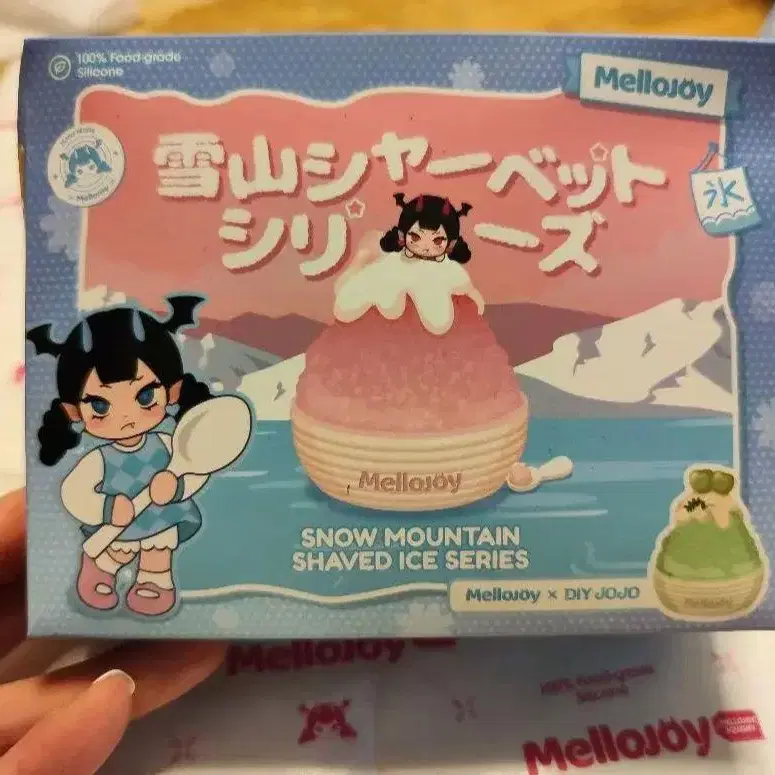 100% Food-grade
Silicone
MelloJoy
雪山シャーベット
シリーズ
氷
MelloJoy
SNOW MOUNTAIN
SHAVED ICE SERIES
MelloJoy × DIY JOJO
MelloJoy
MelloJoy
100% Food-grade
Silicone
MelloJoy